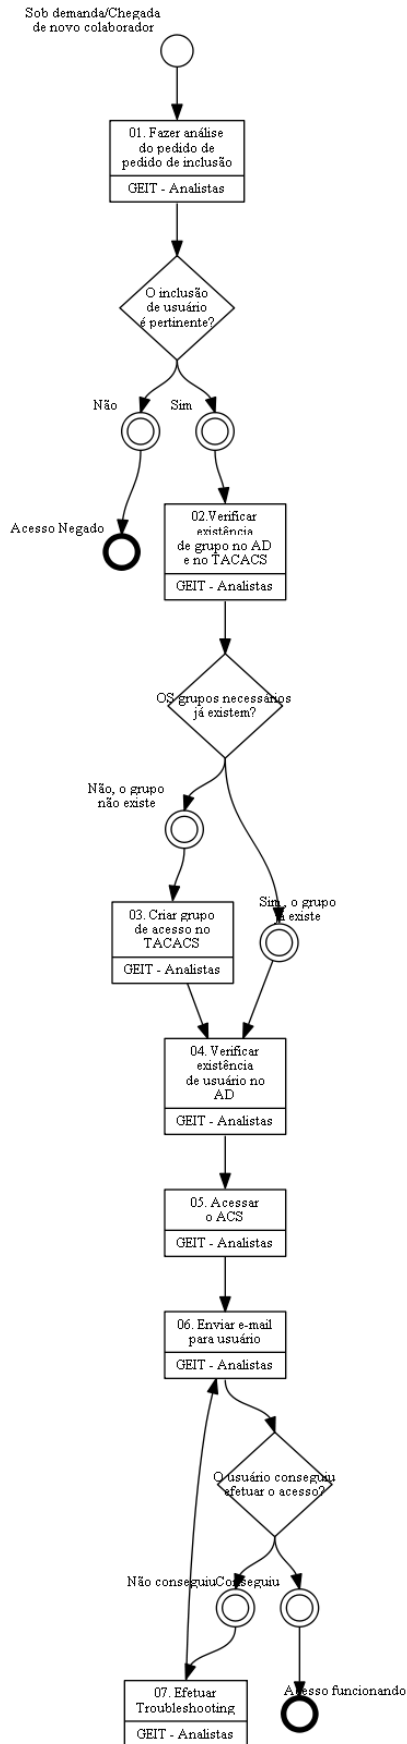 Sob demanda/Chegada
de novo colaborador
01. Fazer análise
do pedido de
pedido de inclusão
GEIT - Analistas
O inclusão
de usuário
é pertinente?
Não
Sim
Acesso Negado
02.Verificar
existência
de grupo no AD
e no TACACS
GEIT - Analistas
OS grupos necessários
já existem?
Não, o grupo
não existe
Sim, o grupo
já existe
03. Criar grupo
de acesso no
TACACS
GEIT - Analistas
04. Verificar
existência
de usuário no
AD
GEIT - Analistas
05. Acessar
o ACS
GEIT - Analistas
06. Enviar e-mail
para usuário
GEIT - Analistas
O usuário conseguiu
efetuar o acesso?
Não conseguiu
Conseguiu
07. Efetuar
Troubleshooting
GEIT - Analistas
Acesso funcionando